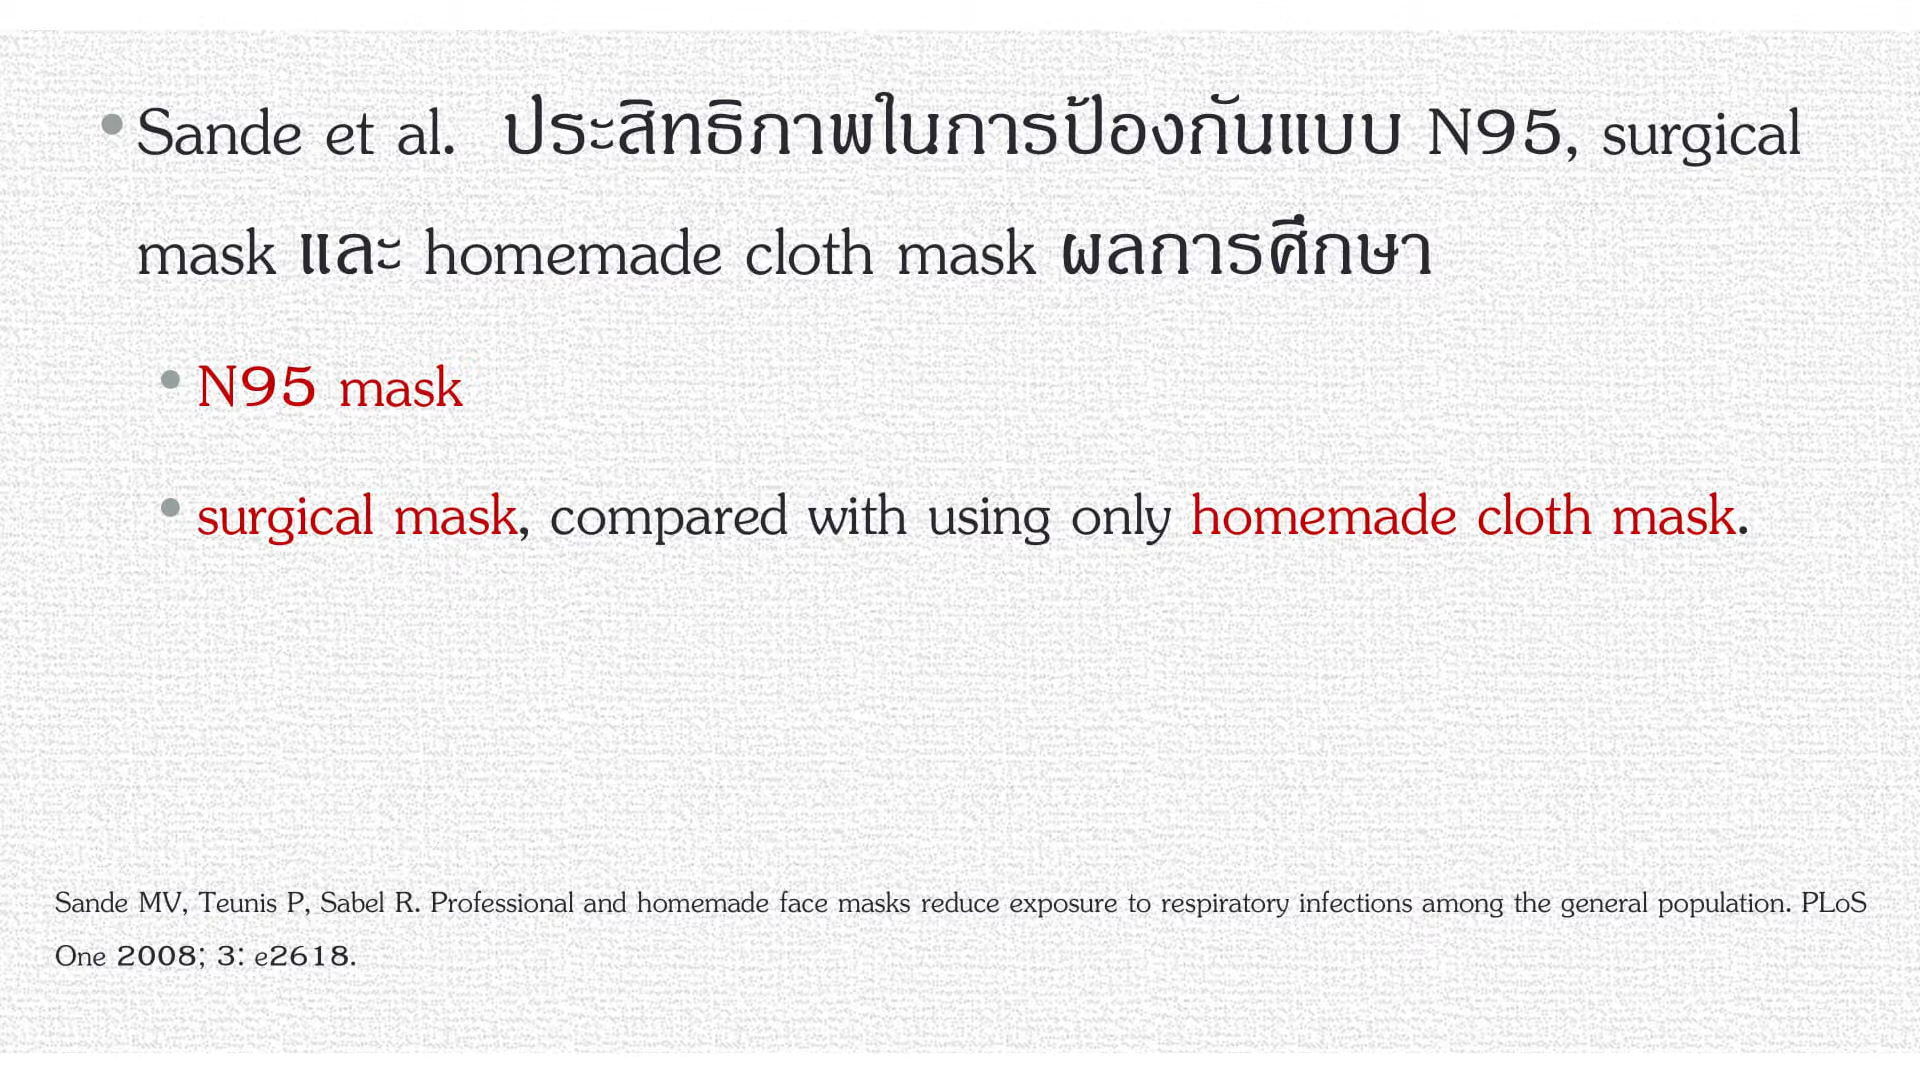 • Sande et al. ประสิทธิภาพในการป้องกันแบบ N95, surgical
mask และ homemade cloth mask ผลการศึกษา
• N95 mask
• surgical mask, compared with using only homemade cloth mask.
Sande MV, Teunis P, Sabel R. Professional and homemade face masks reduce exposure to respiratory infections among the general population. PLoS
One 2008; 3: e2618.